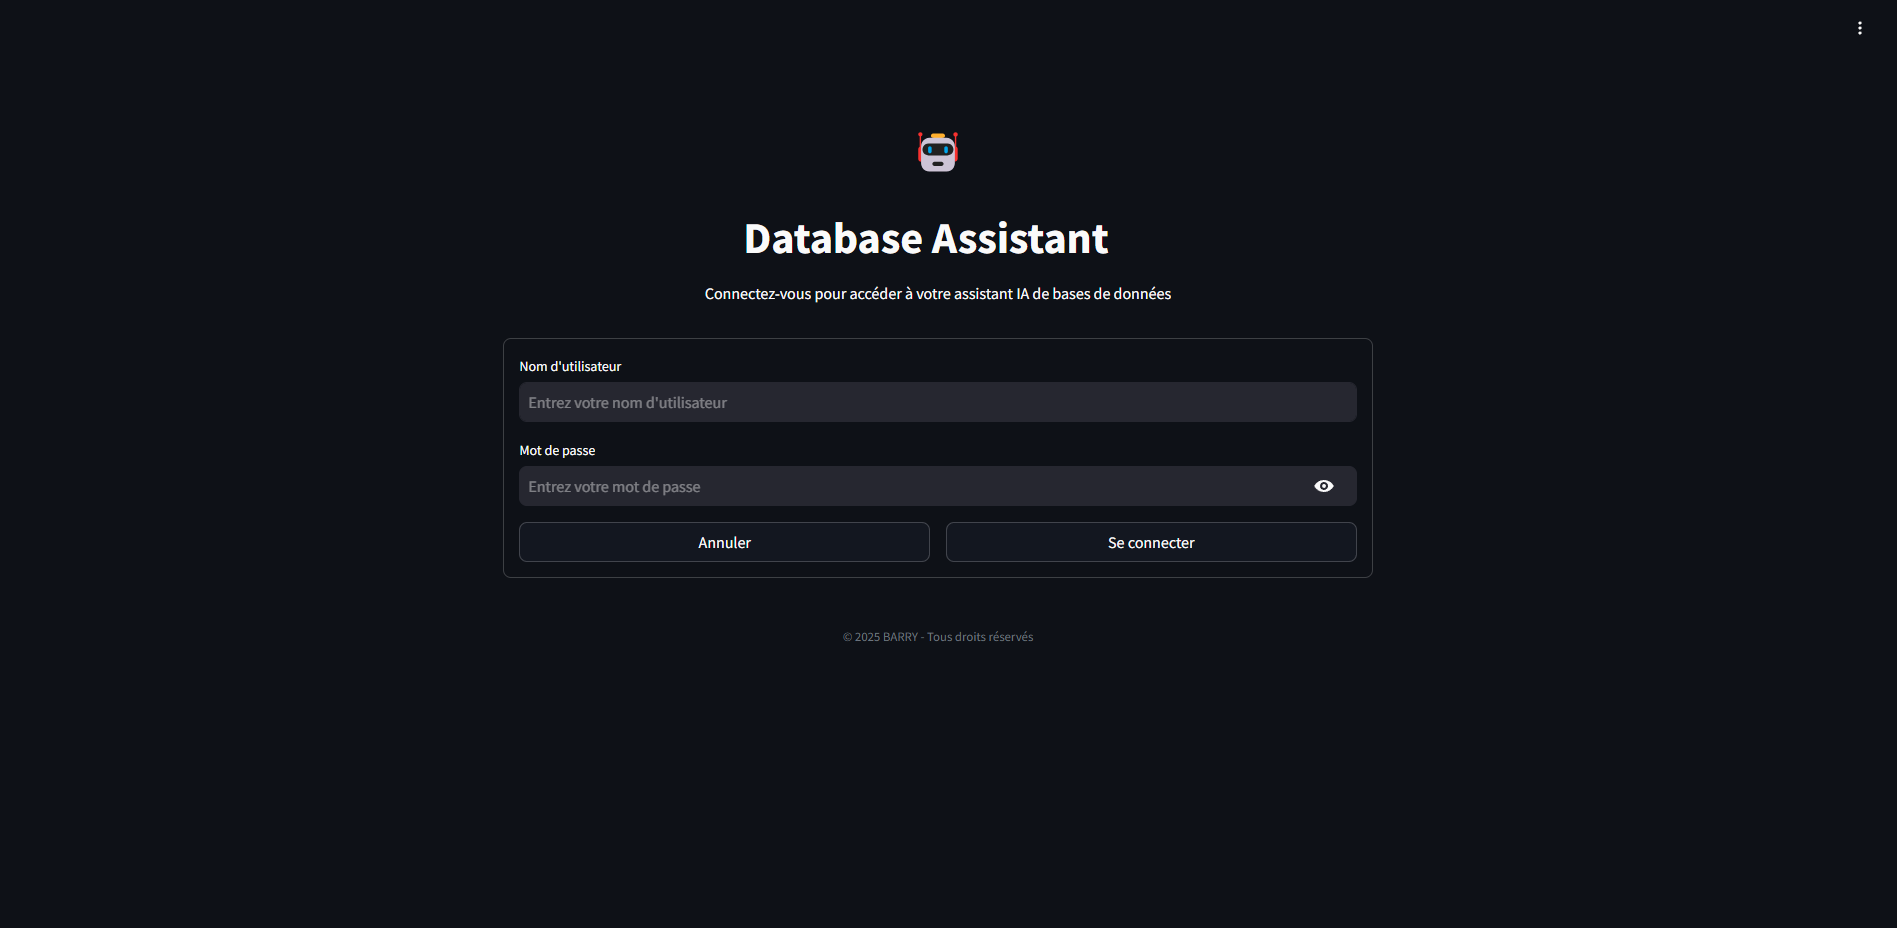 Database Assistant
Connectez-vous pour accéder à votre assistant IA de bases de données
Nom d'utilisateur
Entrez votre nom d'utilisateur
Mot de passe
Entrez votre mot de passe
Annuler
Se connecter
© 2025 BARRY - Tous droits réservés